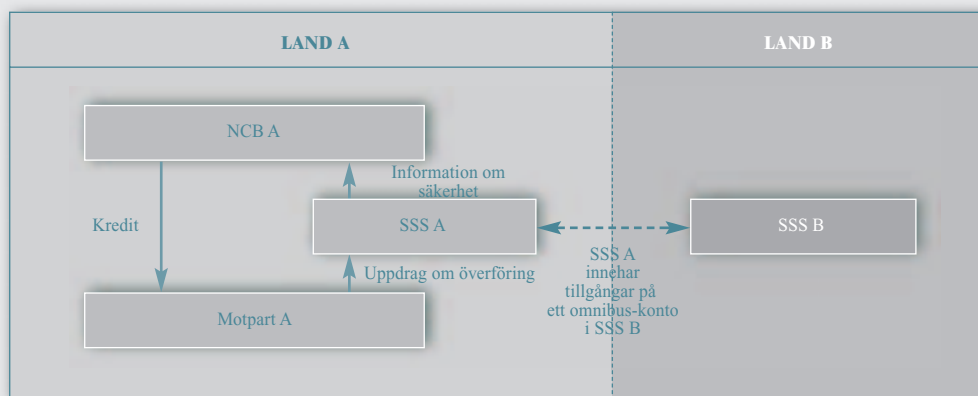 LAND A
LAND B
NCB A
Information om
säkerhet
Kredit
SSS A
SSS B
Uppdrag om överföring
SSS A
innehar
tillgångar på
ett omnibus-konto
i SSS B
Motpart A